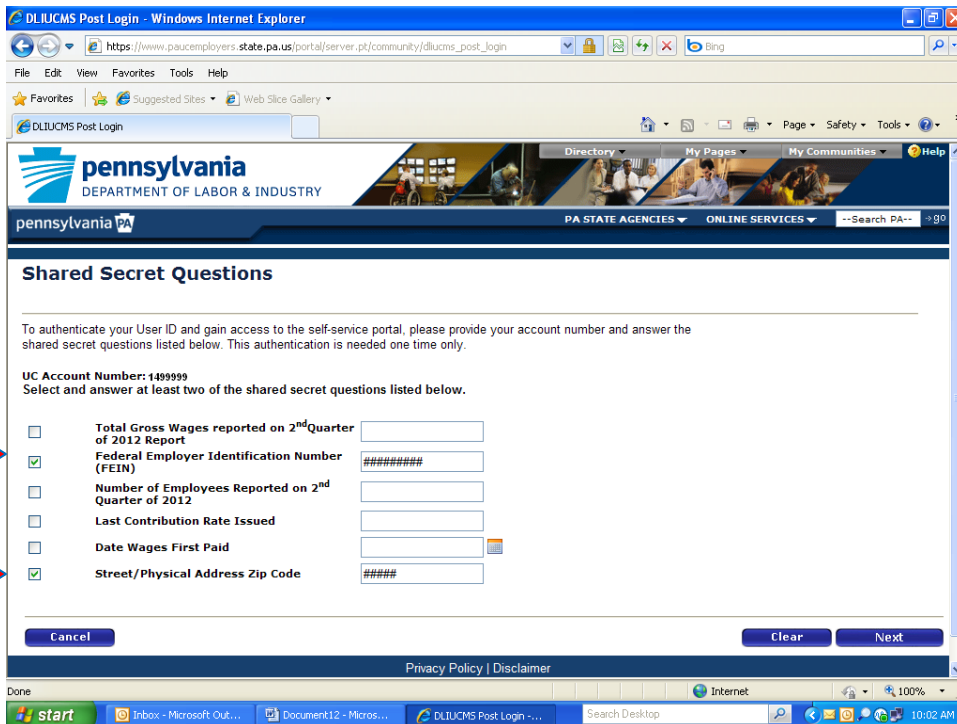 DLIUCMS Post Login - Windows Internet Explorer
https://www.paucemployers.state.pa.us/portal/server.pt/community/dliucms_post_login
Bing
File Edit View Favorites Tools Help
Favorites Suggested Sites Web Slice Gallery
DLIUCMS Post Login
Page Safety Tools
Directory My Pages My Communities Help
pennsylvania
DEPARTMENT OF LABOR & INDUSTRY
pennsylvania PA
PA STATE AGENCIES ONLINE SERVICES --Search PA-- go
Shared Secret Questions
To authenticate your User ID and gain access to the self-service portal, please provide your account number and answer the
shared secret questions listed below. This authentication is needed one time only.
UC Account Number: 1499999
Select and answer at least two of the shared secret questions listed below.
Total Gross Wages reported on 2ndQuarter
of 2012 Report
Federal Employer Identification Number
(FEIN)
#########
Number of Employees Reported on 2nd
Quarter of 2012
Last Contribution Rate Issued
Date Wages First Paid
Street/Physical Address Zip Code
#####
Cancel Clear Next
Privacy Policy | Disclaimer
Done Internet 100%
start Inbox - Microsoft Out... Document12 - Micros... DLIUCMS Post Login -... Search Desktop 10:02 AM